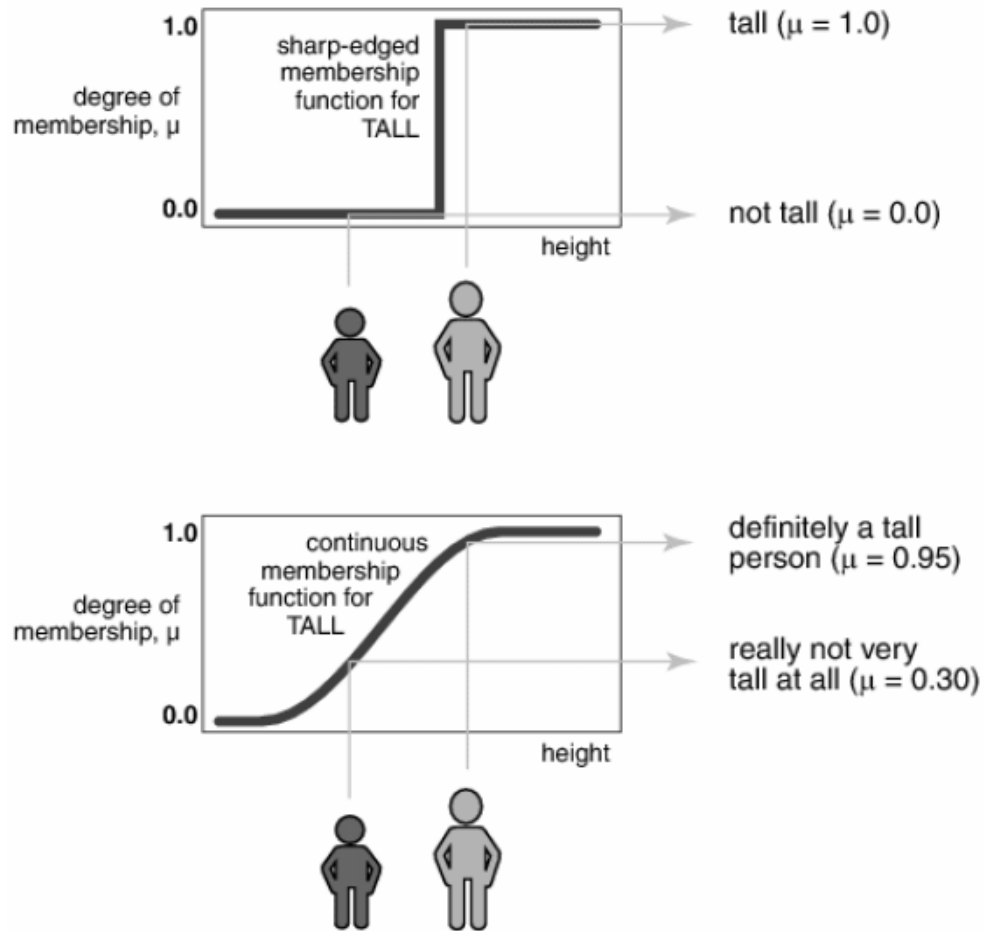 1.0
sharp-edged
membership
function for
TALL
degree of
membership, μ
0.0
height
tall (μ = 1.0)
not tall (μ = 0.0)
1.0
continuous
membership
function for
TALL
degree of
membership, μ
0.0
height
definitely a tall
person (μ = 0.95)
really not very
tall at all (μ = 0.30)